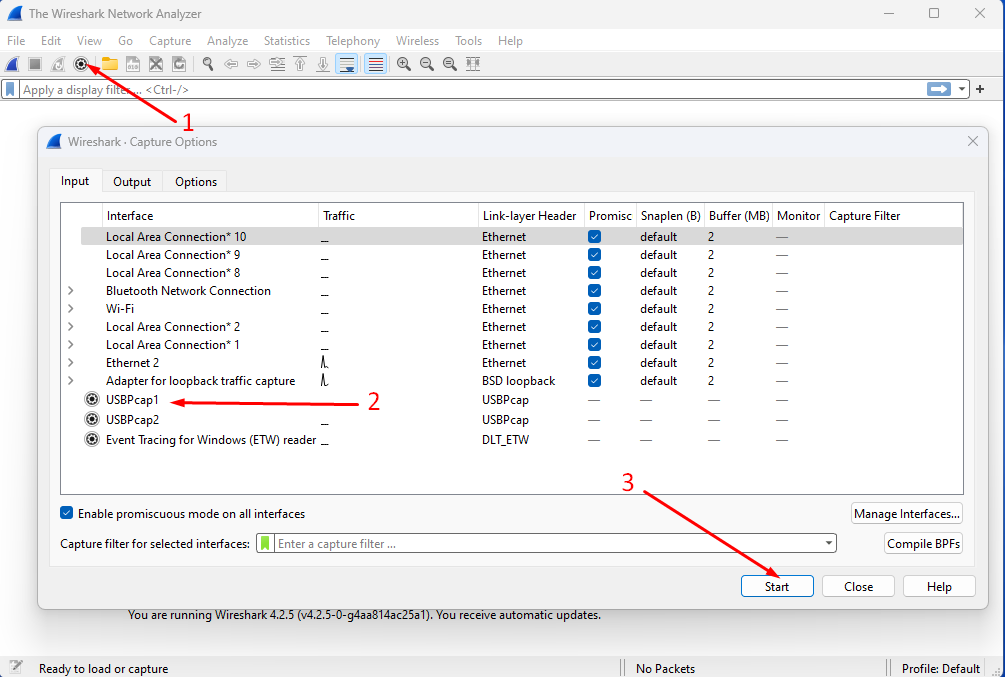 The Wireshark Network Analyzer
File Edit View Go Capture Analyze Statistics Telephony Wireless Tools Help
Apply a display filter ... <Ctrl-/>
1
Wireshark · Capture Options
Input Output Options
Interface Traffic Link-layer Header Promisc Snaplen (B) Buffer (MB) Monitor Capture Filter
Local Area Connection* 10 Ethernet default 2 —
Local Area Connection* 9 Ethernet default 2 —
Local Area Connection* 8 Ethernet default 2 —
Bluetooth Network Connection Ethernet default 2 —
Wi-Fi Ethernet default 2 —
Local Area Connection* 2 Ethernet default 2 —
Local Area Connection* 1 Ethernet default 2 —
Ethernet 2 Ethernet default 2 —
Adapter for loopback traffic capture BSD loopback default 2 —
USBPcap1 2 USBPcap — — — —
USBPcap2 USBPcap — — — —
Event Tracing for Windows (ETW) reader DLT_ETW — — — —
3
Enable promiscuous mode on all interfaces Manage Interfaces...
Capture filter for selected interfaces: Enter a capture filter ... Compile BPFs
Start Close Help
You are running Wireshark 4.2.5 (v4.2.5-0-g4aa814ac25a1). You receive automatic updates.
Ready to load or capture No Packets Profile: Default